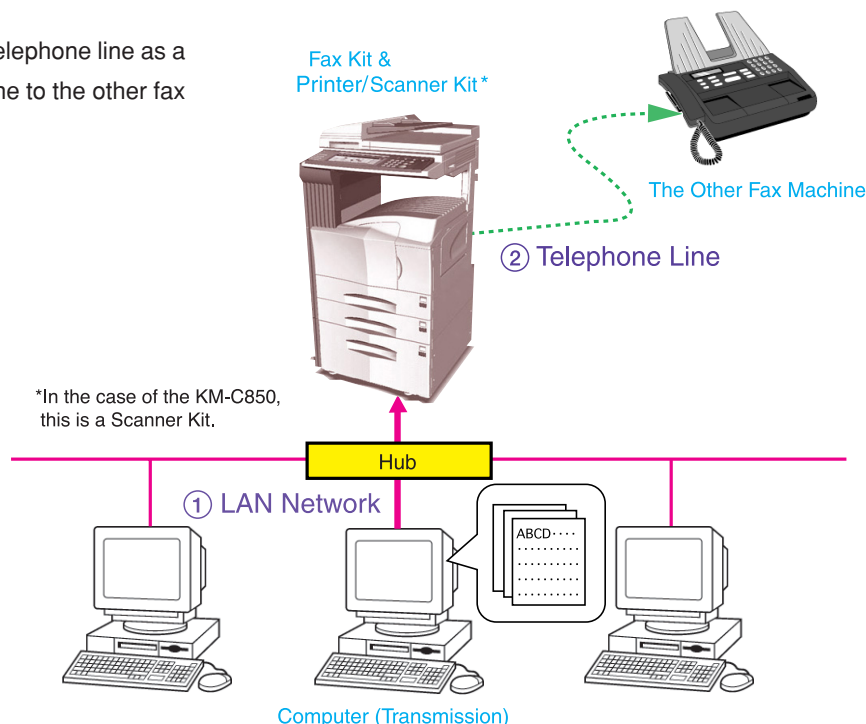 elephone line as a
ne to the other fax
Fax Kit &
Printer/Scanner Kit*
The Other Fax Machine
② Telephone Line
*In the case of the KM-C850,
this is a Scanner Kit.
Hub
① LAN Network
ABCD····
Computer (Transmission)